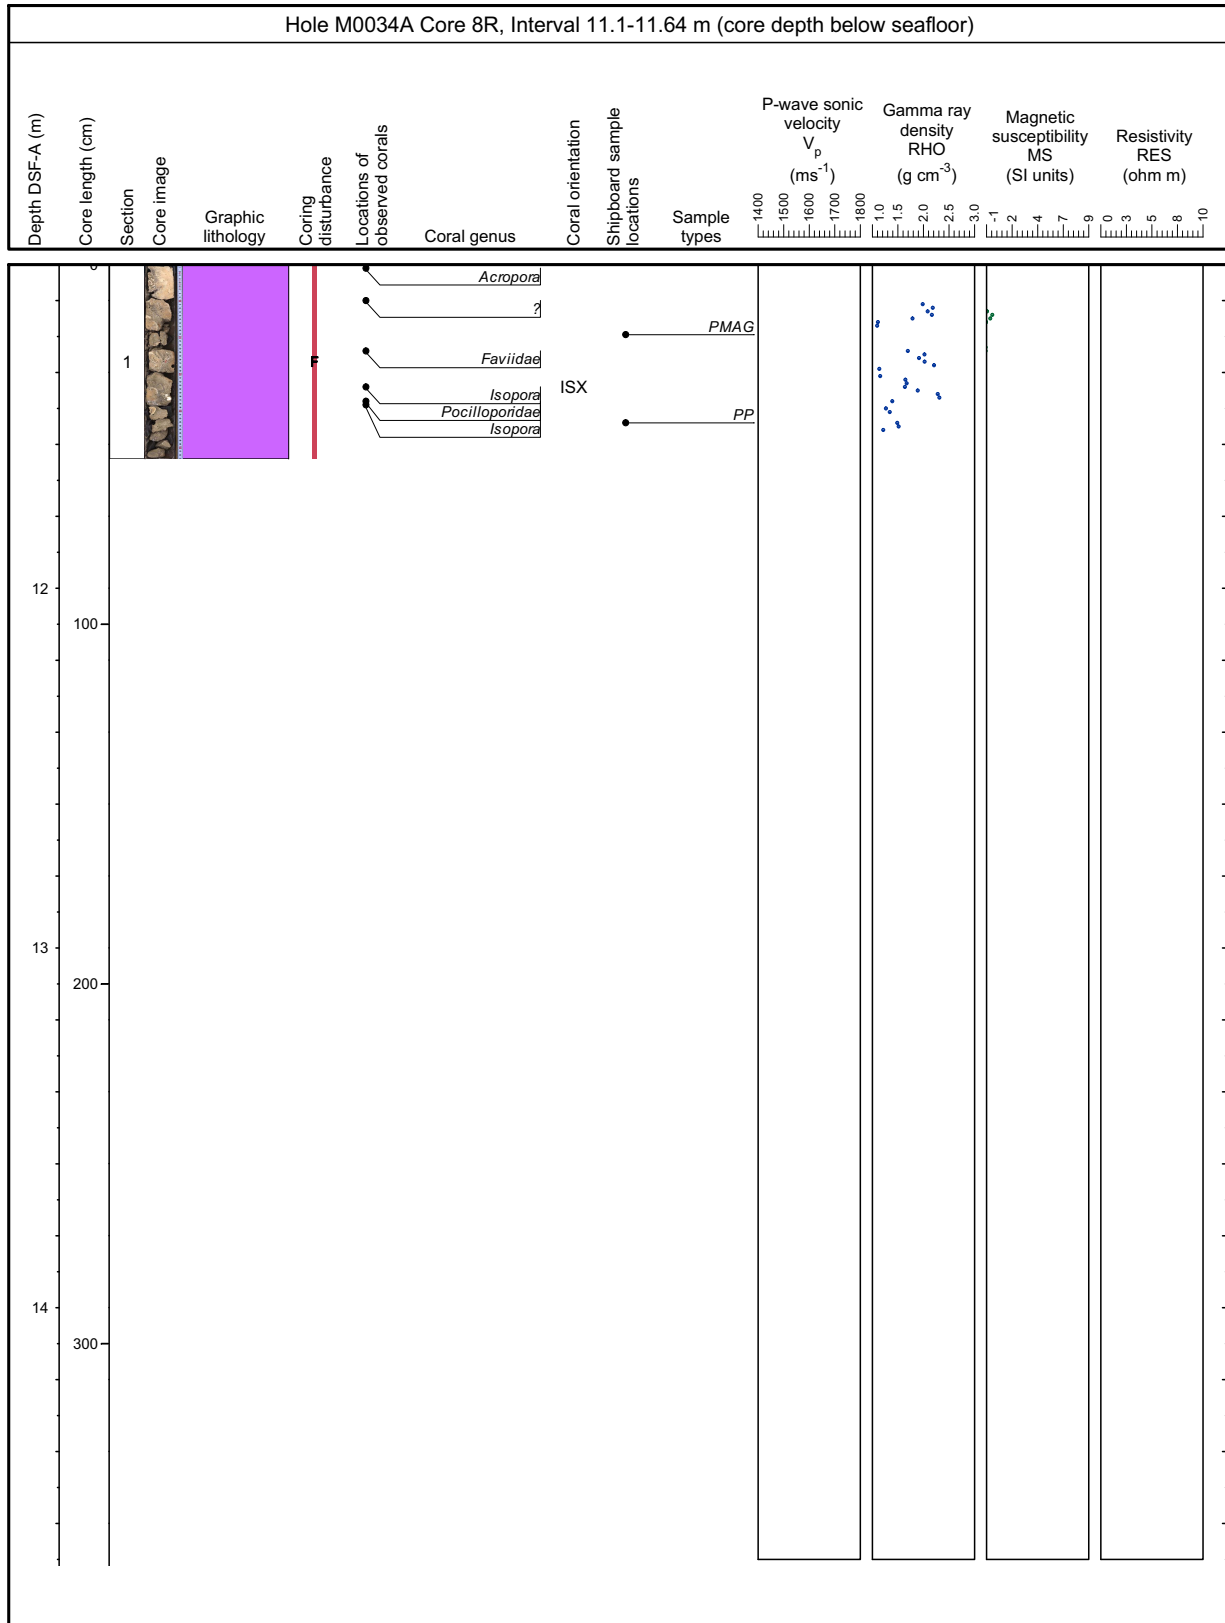 Hole M0034A Core 8R, Interval 11.1-11.64 m (core depth below seafloor)
Depth DSF-A (m)
Core length (cm)
Section
Core image
Graphic
lithology
Coring
disturbance
Locations of
observed corals
Coral genus
Coral orientation
Shipboard sample
locations
Sample
types
P-wave sonic
velocity
Vp
(ms-1)
1400 1500 1600 1700 1800
Gamma ray
density
RHO
(g cm-3)
1.0 1.5 2.0 2.5 3.0
Magnetic
susceptibility
MS
(SI units)
-1 2 4 7 9
Resistivity
RES
(ohm m)
0 3 5 8 10
0
Acropora
?
PMAG
1
F
Faviidae
Isopora
ISX
Pocilloporidae
PP
Isopora
12
100
13
200
14
300